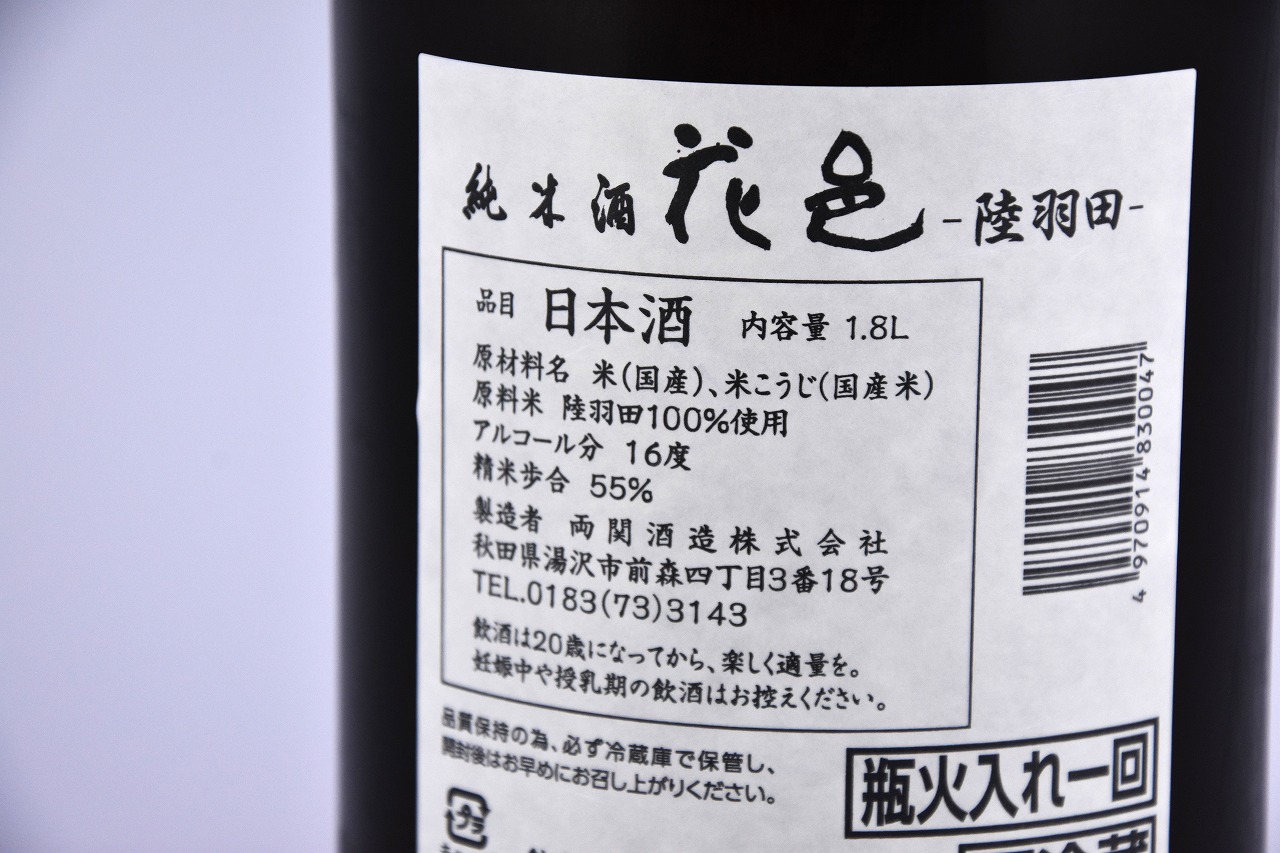 純米酒 花邑 -陸羽田-
品目 日本酒 内容量 1.8L
原材料名 米(国産)、米こうじ(国産米)
原料米 陸羽田100%使用
アルコール分 16度
精米歩合 55%
製造者 両関酒造株式会社
秋田県湯沢市前森四丁目3番18号
TEL.0183(73)3143
飲酒は20歳になってから、楽しく適量を。
妊娠中や授乳期の飲酒はお控えください。
4 970914 830047
品質保持の為、必ず冷蔵庫で保管し、
開封後はお早めにお召し上がりください。
瓶火入れ一回
プラ